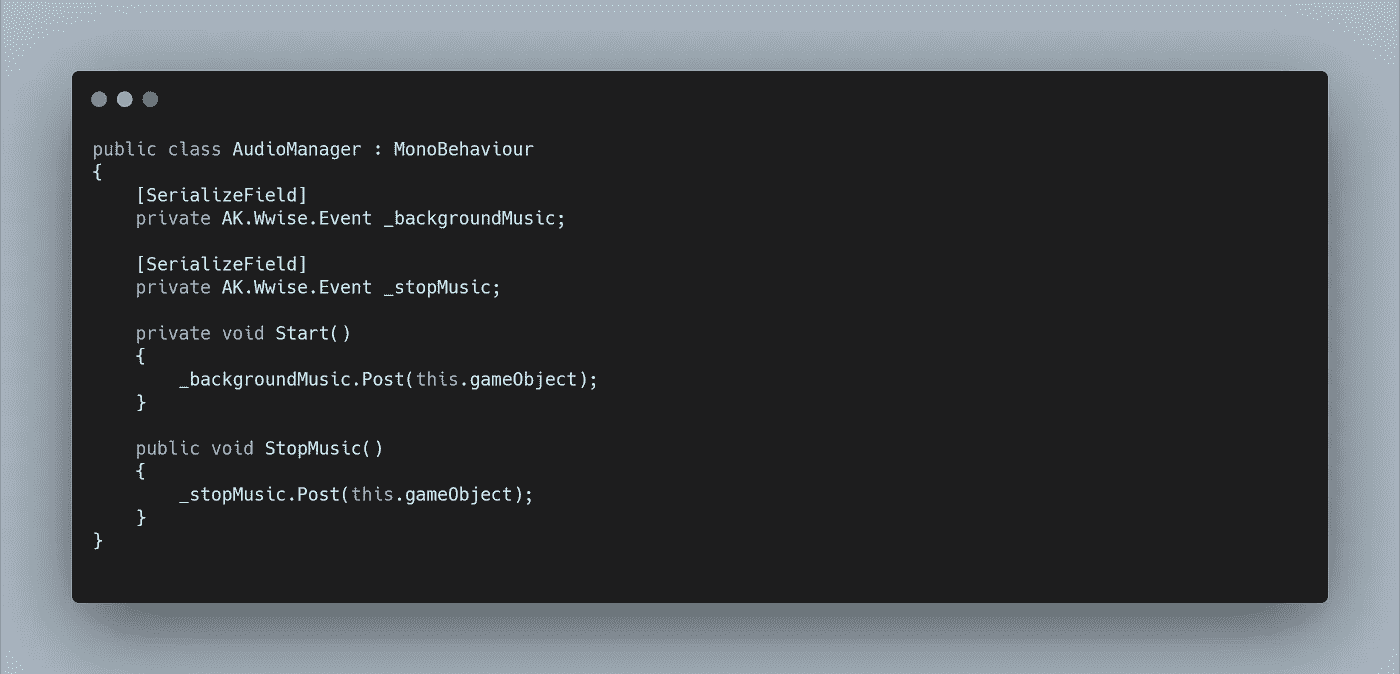 public class AudioManager : MonoBehaviour
{
    [SerializeField]
    private AK.Wwise.Event _backgroundMusic;

    [SerializeField]
    private AK.Wwise.Event _stopMusic;

    private void Start()
    {
        _backgroundMusic.Post(this.gameObject);
    }

    public void StopMusic()
    {
        _stopMusic.Post(this.gameObject);
    }
}